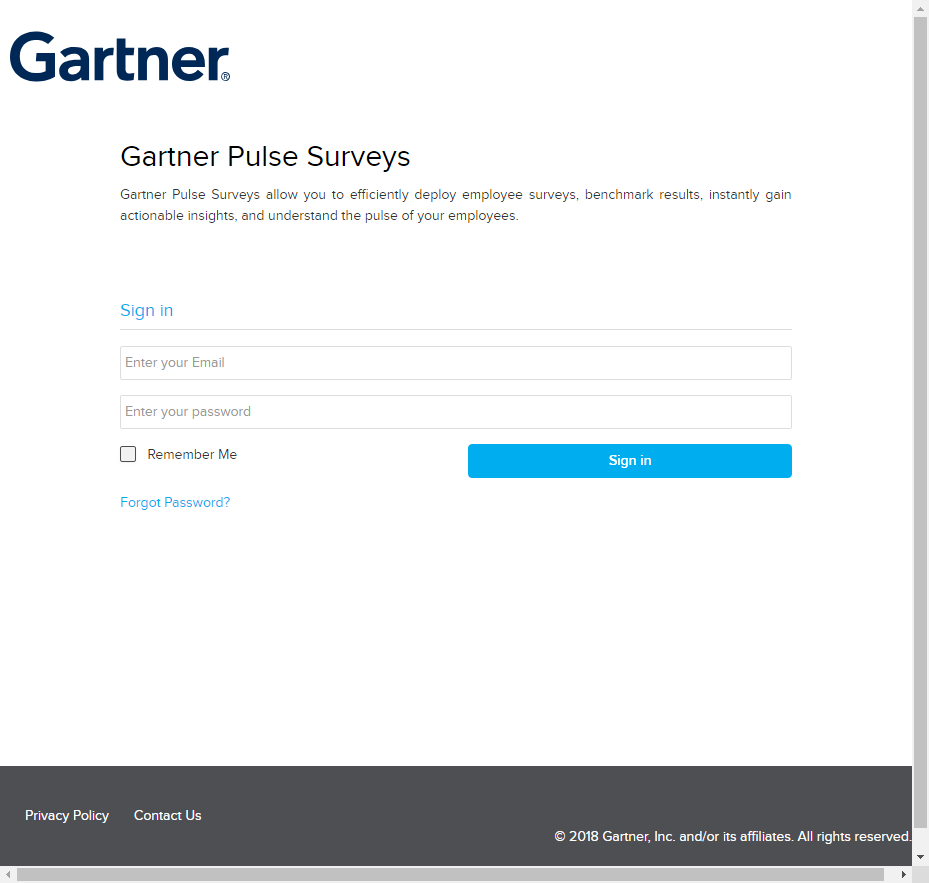 Gartner®
Gartner Pulse Surveys
Gartner Pulse Surveys allow you to efficiently deploy employee surveys, benchmark results, instantly gain
actionable insights, and understand the pulse of your employees.
Sign in
Enter your Email
Enter your password
Remember Me
Sign in
Forgot Password?
Privacy Policy
Contact Us
© 2018 Gartner, Inc. and/or its affiliates. All rights reserved.